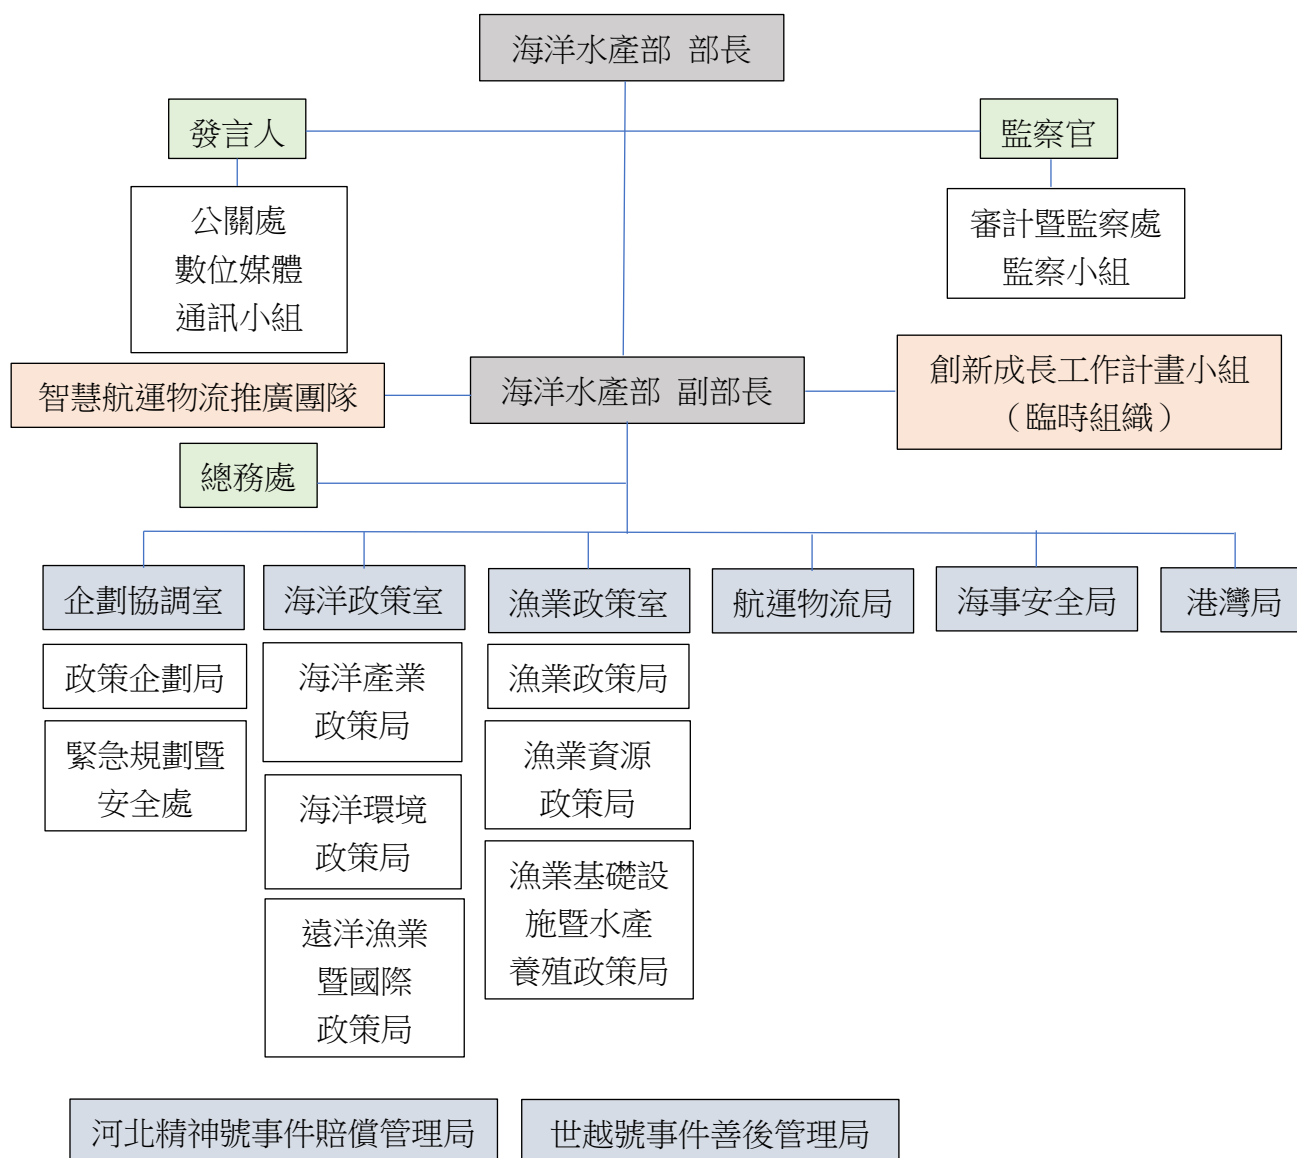 海洋水產部 部長
發言人
監察官
公關處
數位媒體
通訊小組
審計暨監察處
監察小組
智慧航運物流推廣團隊
海洋水產部 副部長
創新成長工作計畫小組
（臨時組織）
總務處
企劃協調室
海洋政策室
漁業政策室
航運物流局
海事安全局
港灣局
政策企劃局
緊急規劃暨
安全處
海洋產業
政策局
海洋環境
政策局
遠洋漁業
暨國際
政策局
漁業政策局
漁業資源
政策局
漁業基礎設
施暨水產
養殖政策局
河北精神號事件賠償管理局
世越號事件善後管理局